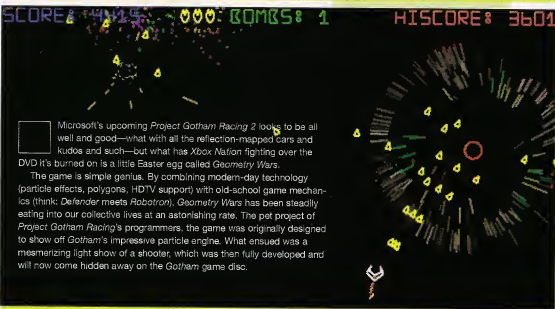 SCORE: 4415 BOMBS: 1 HISCORE: 3601
Microsoft's upcoming Project Gotham Racing 2 looks to be all
well and good—what with all the reflection-mapped cars and
kudos and such—but what has Xbox Nation fighting over the
DVD it's burned on is a little Easter egg called Geometry Wars.
The game is simple genius. By combining modern-day technology
(particle effects, polygons, HDTV support) with old-school game mechan-
ics (think: Defender meets Robotron), Geometry Wars has been steadily
eating into our collective lives at an astonishing rate. The pet project of
Project Gotham Racing's programmers, the game was originally designed
to show off Gotham's impressive particle engine. What ensued was a
mesmerizing light show of a shooter, which was then fully developed and
will now come hidden away on the Gotham game disc.